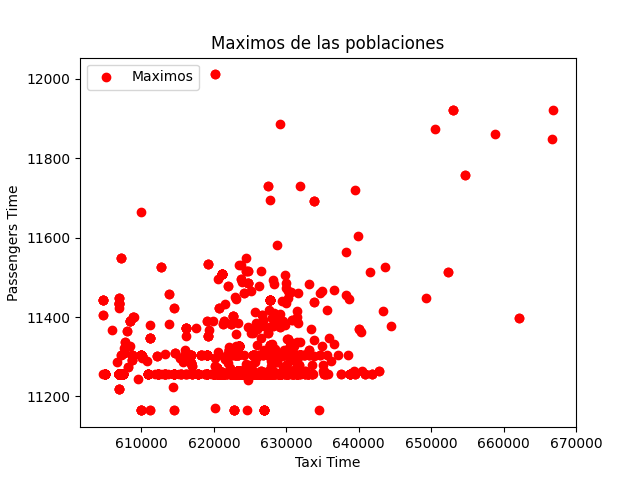 Maximos de las poblaciones
Maximos
12000
11800
11600
11400
11200
Passengers Time
610000 620000 630000 640000 650000 660000 670000
Taxi Time